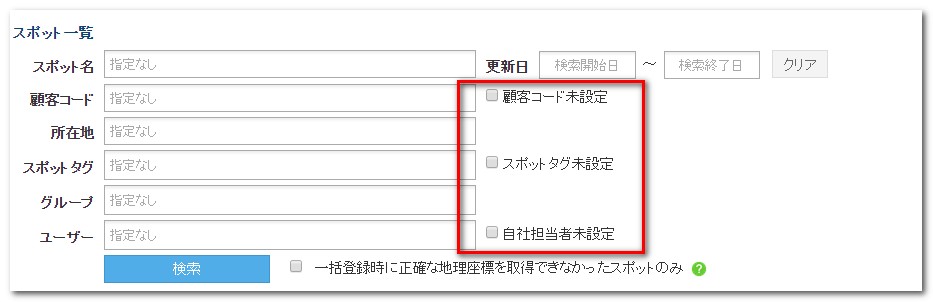 スポット一覧
スポット名 指定なし 更新日 検索開始日 ～ 検索終了日 クリア
顧客コード 指定なし 顧客コード未設定
所在地 指定なし
スポットタグ 指定なし スポットタグ未設定
グループ 指定なし
ユーザー 指定なし 自社担当者未設定
検索 一括登録時に正確な地理座標を取得できなかったスポットのみ ?